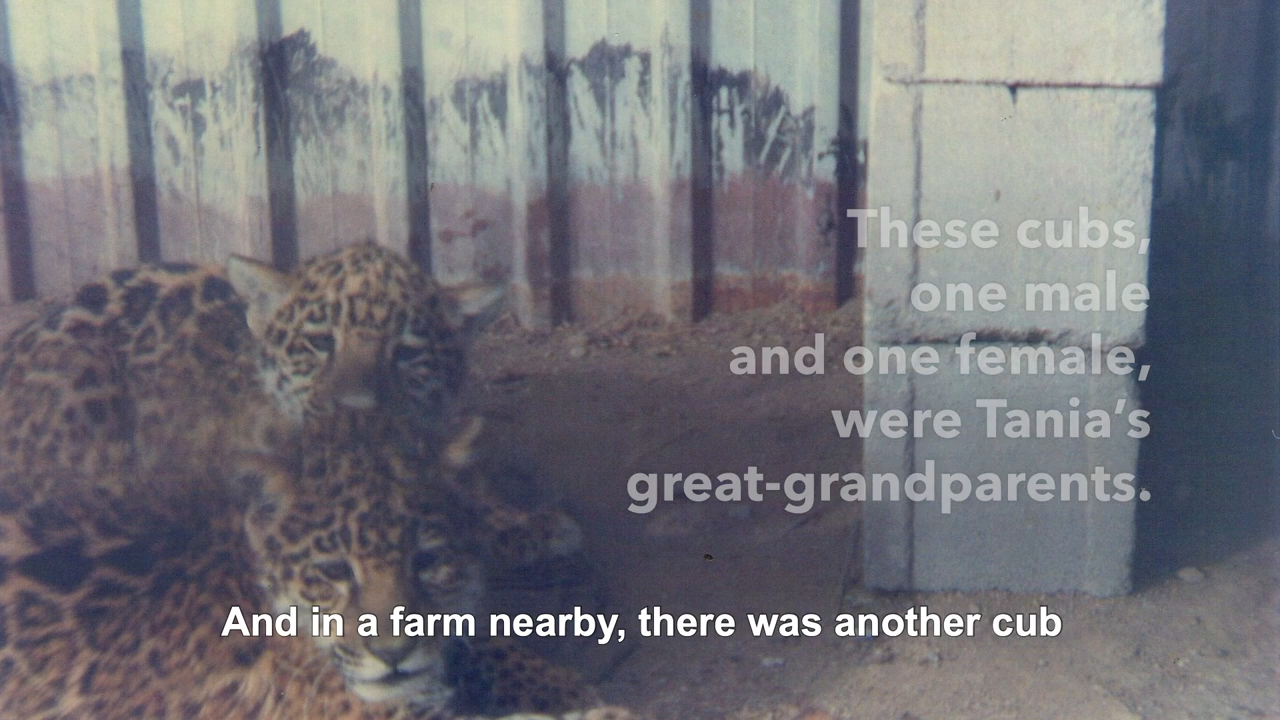 These cubs,
one male
and one female,
were Tania’s
great-grandparents.
And in a farm nearby, there was another cub